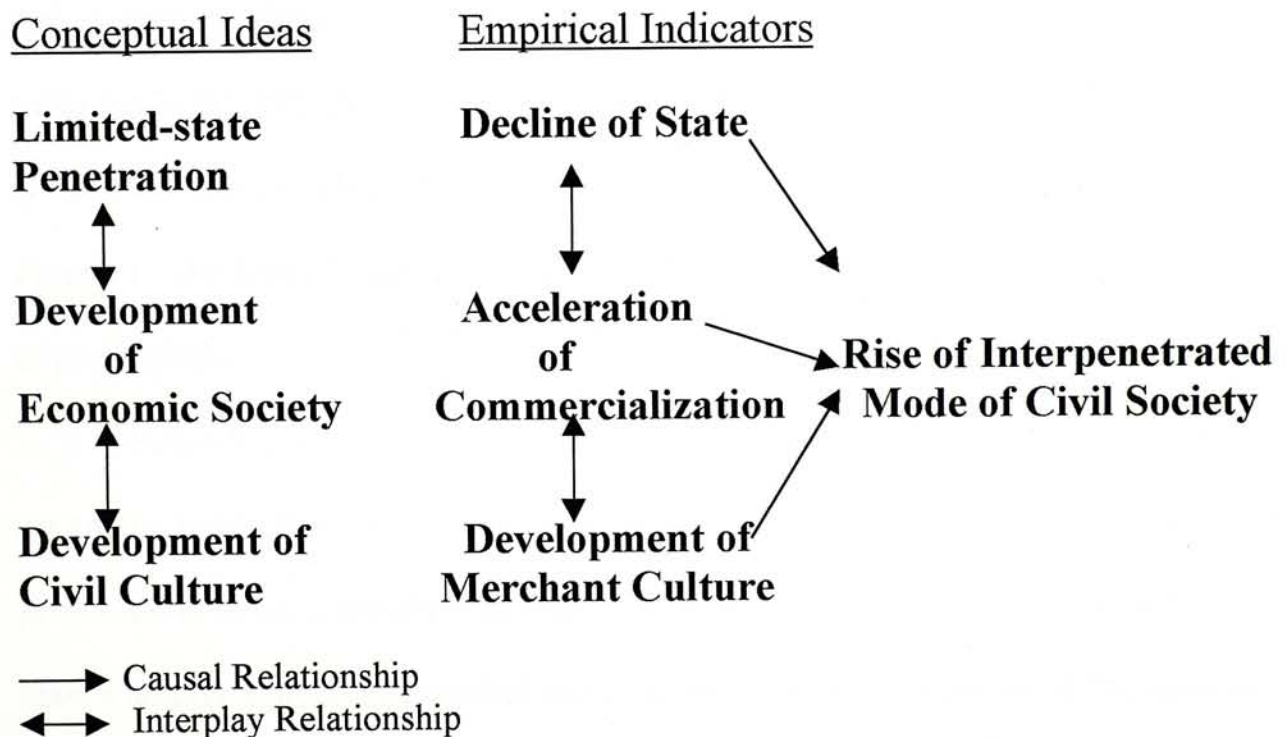 Conceptual Ideas
Empirical Indicators
Limited-state
Penetration
Decline of State
Development
of
Economic Society
Acceleration
of
Commercialization
Rise of Interpenetrated
Mode of Civil Society
Development of
Civil Culture
Development of
Merchant Culture
Causal Relationship
Interplay Relationship